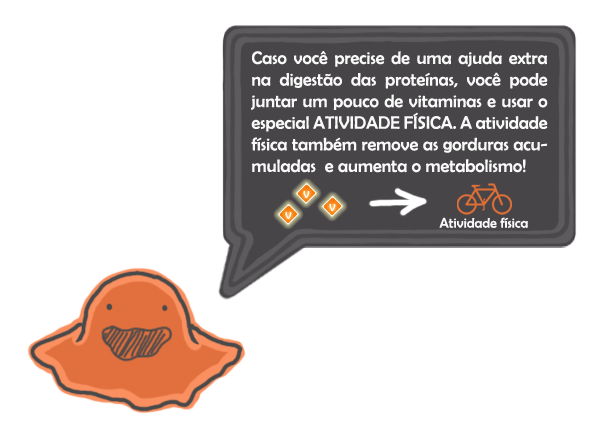 Caso você precise de uma ajuda extra
na digestão das proteínas, você pode
juntar um pouco de vitaminas e usar o
especial ATIVIDADE FÍSICA. A atividade
física também remove as gorduras acu-
muladas e aumenta o metabolismo!
V
V V
Atividade física